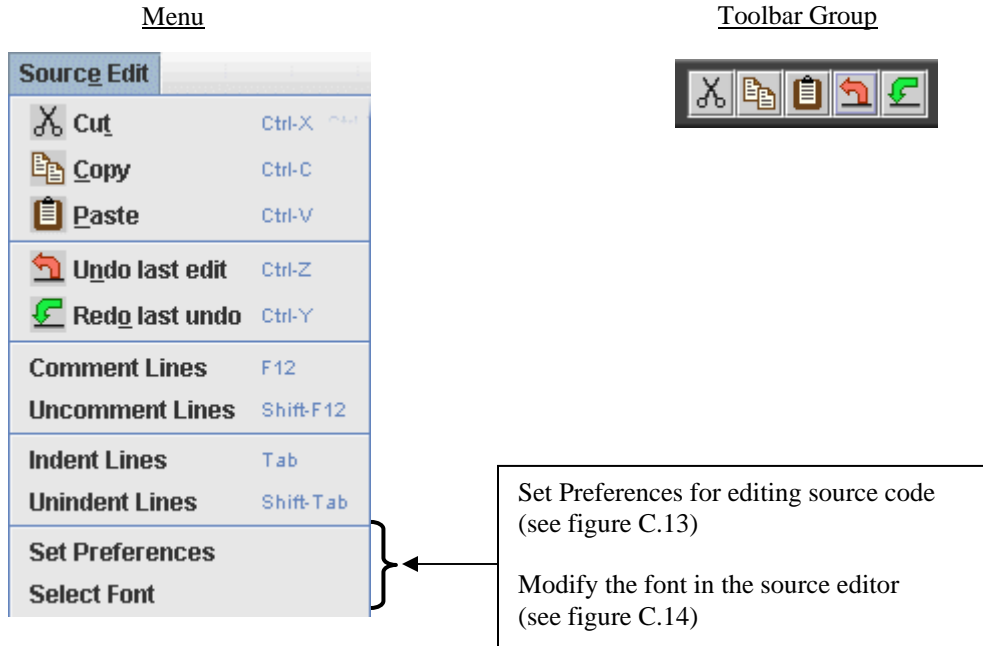 Menu
Toolbar Group
Source Edit
Cut Ctrl-X
Copy Ctrl-C
Paste Ctrl-V
Undo last edit Ctrl-Z
Redo last undo Ctrl-Y
Comment Lines F12
Uncomment Lines Shift-F12
Indent Lines Tab
Unindent Lines Shift-Tab
Set Preferences
Select Font
Set Preferences for editing source code
(see figure C.13)
Modify the font in the source editor
(see figure C.14)